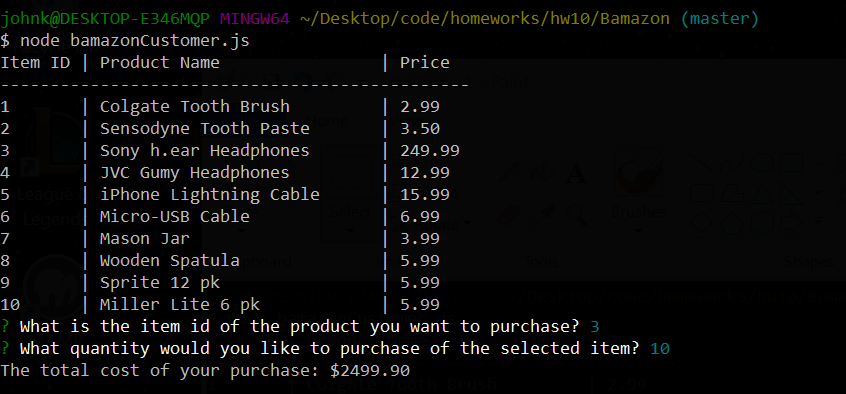 johnk@DESKTOP-E346MQP MINGW64 ~/Desktop/code/homeworks/hw10/Bamazon (master)
$ node bamazonCustomer.js
Item ID | Product Name                | Price
-----------------------------------------------
1       | Colgate Tooth Brush         | 2.99
2       | Sensodyne Tooth Paste       | 3.50
3       | Sony h.ear Headphones       | 249.99
4       | JVC Gumy Headphones         | 12.99
5       | iPhone Lightning Cable      | 15.99
6       | Micro-USB Cable             | 6.99
7       | Mason Jar                   | 3.99
8       | Wooden Spatula              | 5.99
9       | Sprite 12 pk                | 5.99
10      | Miller Lite 6 pk            | 5.99
? What is the item id of the product you want to purchase? 3
? What quantity would you like to purchase of the selected item? 10
The total cost of your purchase: $2499.90